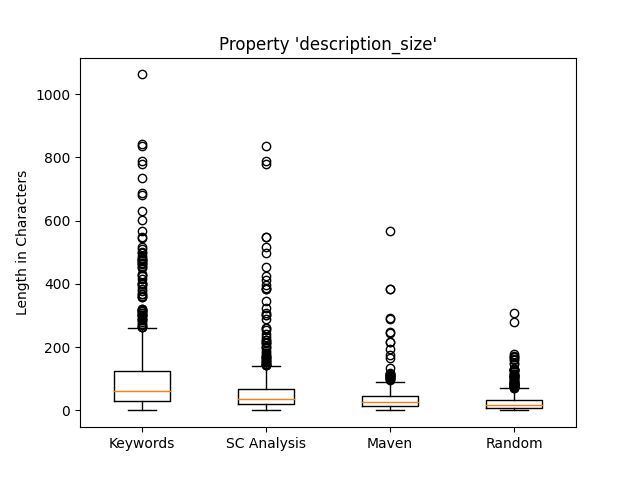 Property 'description_size'
Length in Characters
1000
800
600
400
200
0
Keywords
SC Analysis
Maven
Random